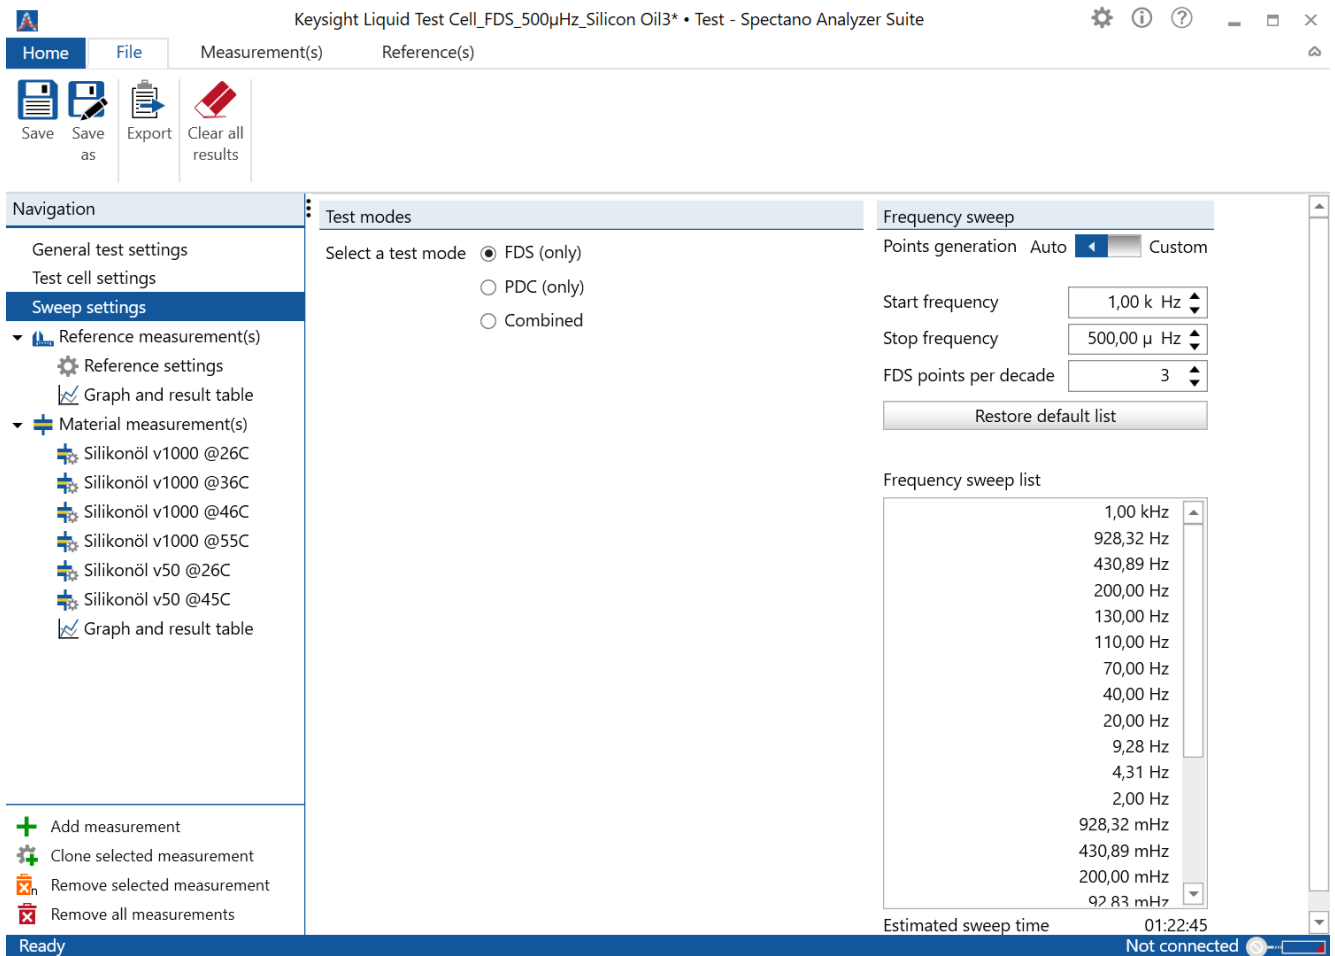 Keysight Liquid Test Cell_FDS_500µHz_Silicon Oil3* • Test - Spectano Analyzer Suite
Home File Measurement(s) Reference(s)
Save Save as Export Clear all results
Navigation
General test settings
Test cell settings
Sweep settings
Reference measurement(s)
Reference settings
Graph and result table
Material measurement(s)
Silikonöl v1000 @26C
Silikonöl v1000 @36C
Silikonöl v1000 @46C
Silikonöl v1000 @55C
Silikonöl v50 @26C
Silikonöl v50 @45C
Graph and result table
Add measurement
Clone selected measurement
Remove selected measurement
Remove all measurements
Test modes
Select a test mode FDS (only)
PDC (only)
Combined
Frequency sweep
Points generation Auto Custom
Start frequency 1,00 k Hz
Stop frequency 500,00 µ Hz
FDS points per decade 3
Restore default list
Frequency sweep list
1,00 kHz
928,32 Hz
430,89 Hz
200,00 Hz
130,00 Hz
110,00 Hz
70,00 Hz
40,00 Hz
20,00 Hz
9,28 Hz
4,31 Hz
2,00 Hz
928,32 mHz
430,89 mHz
200,00 mHz
92,83 mHz
Estimated sweep time 01:22:45
Ready Not connected